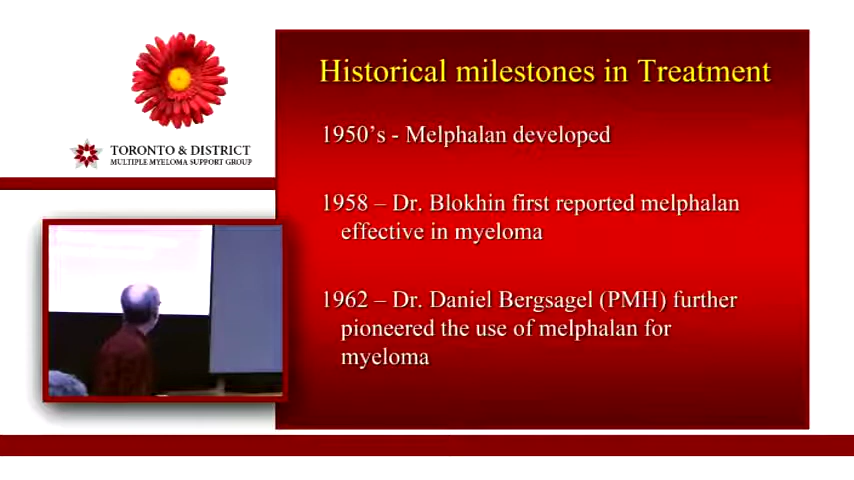 TORONTO & DISTRICT
MULTIPLE MYELOMA SUPPORT GROUP
Historical milestones in Treatment
1950's - Melphalan developed
1958 – Dr. Blokhin first reported melphalan
effective in myeloma
1962 – Dr. Daniel Bergsagel (PMH) further
pioneered the use of melphalan for
myeloma